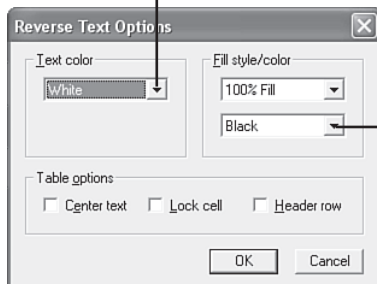 Reverse Text Options
Text color
Fill style/color
White
100% Fill
Black
Table options
Center text
Lock cell
Header row
OK
Cancel